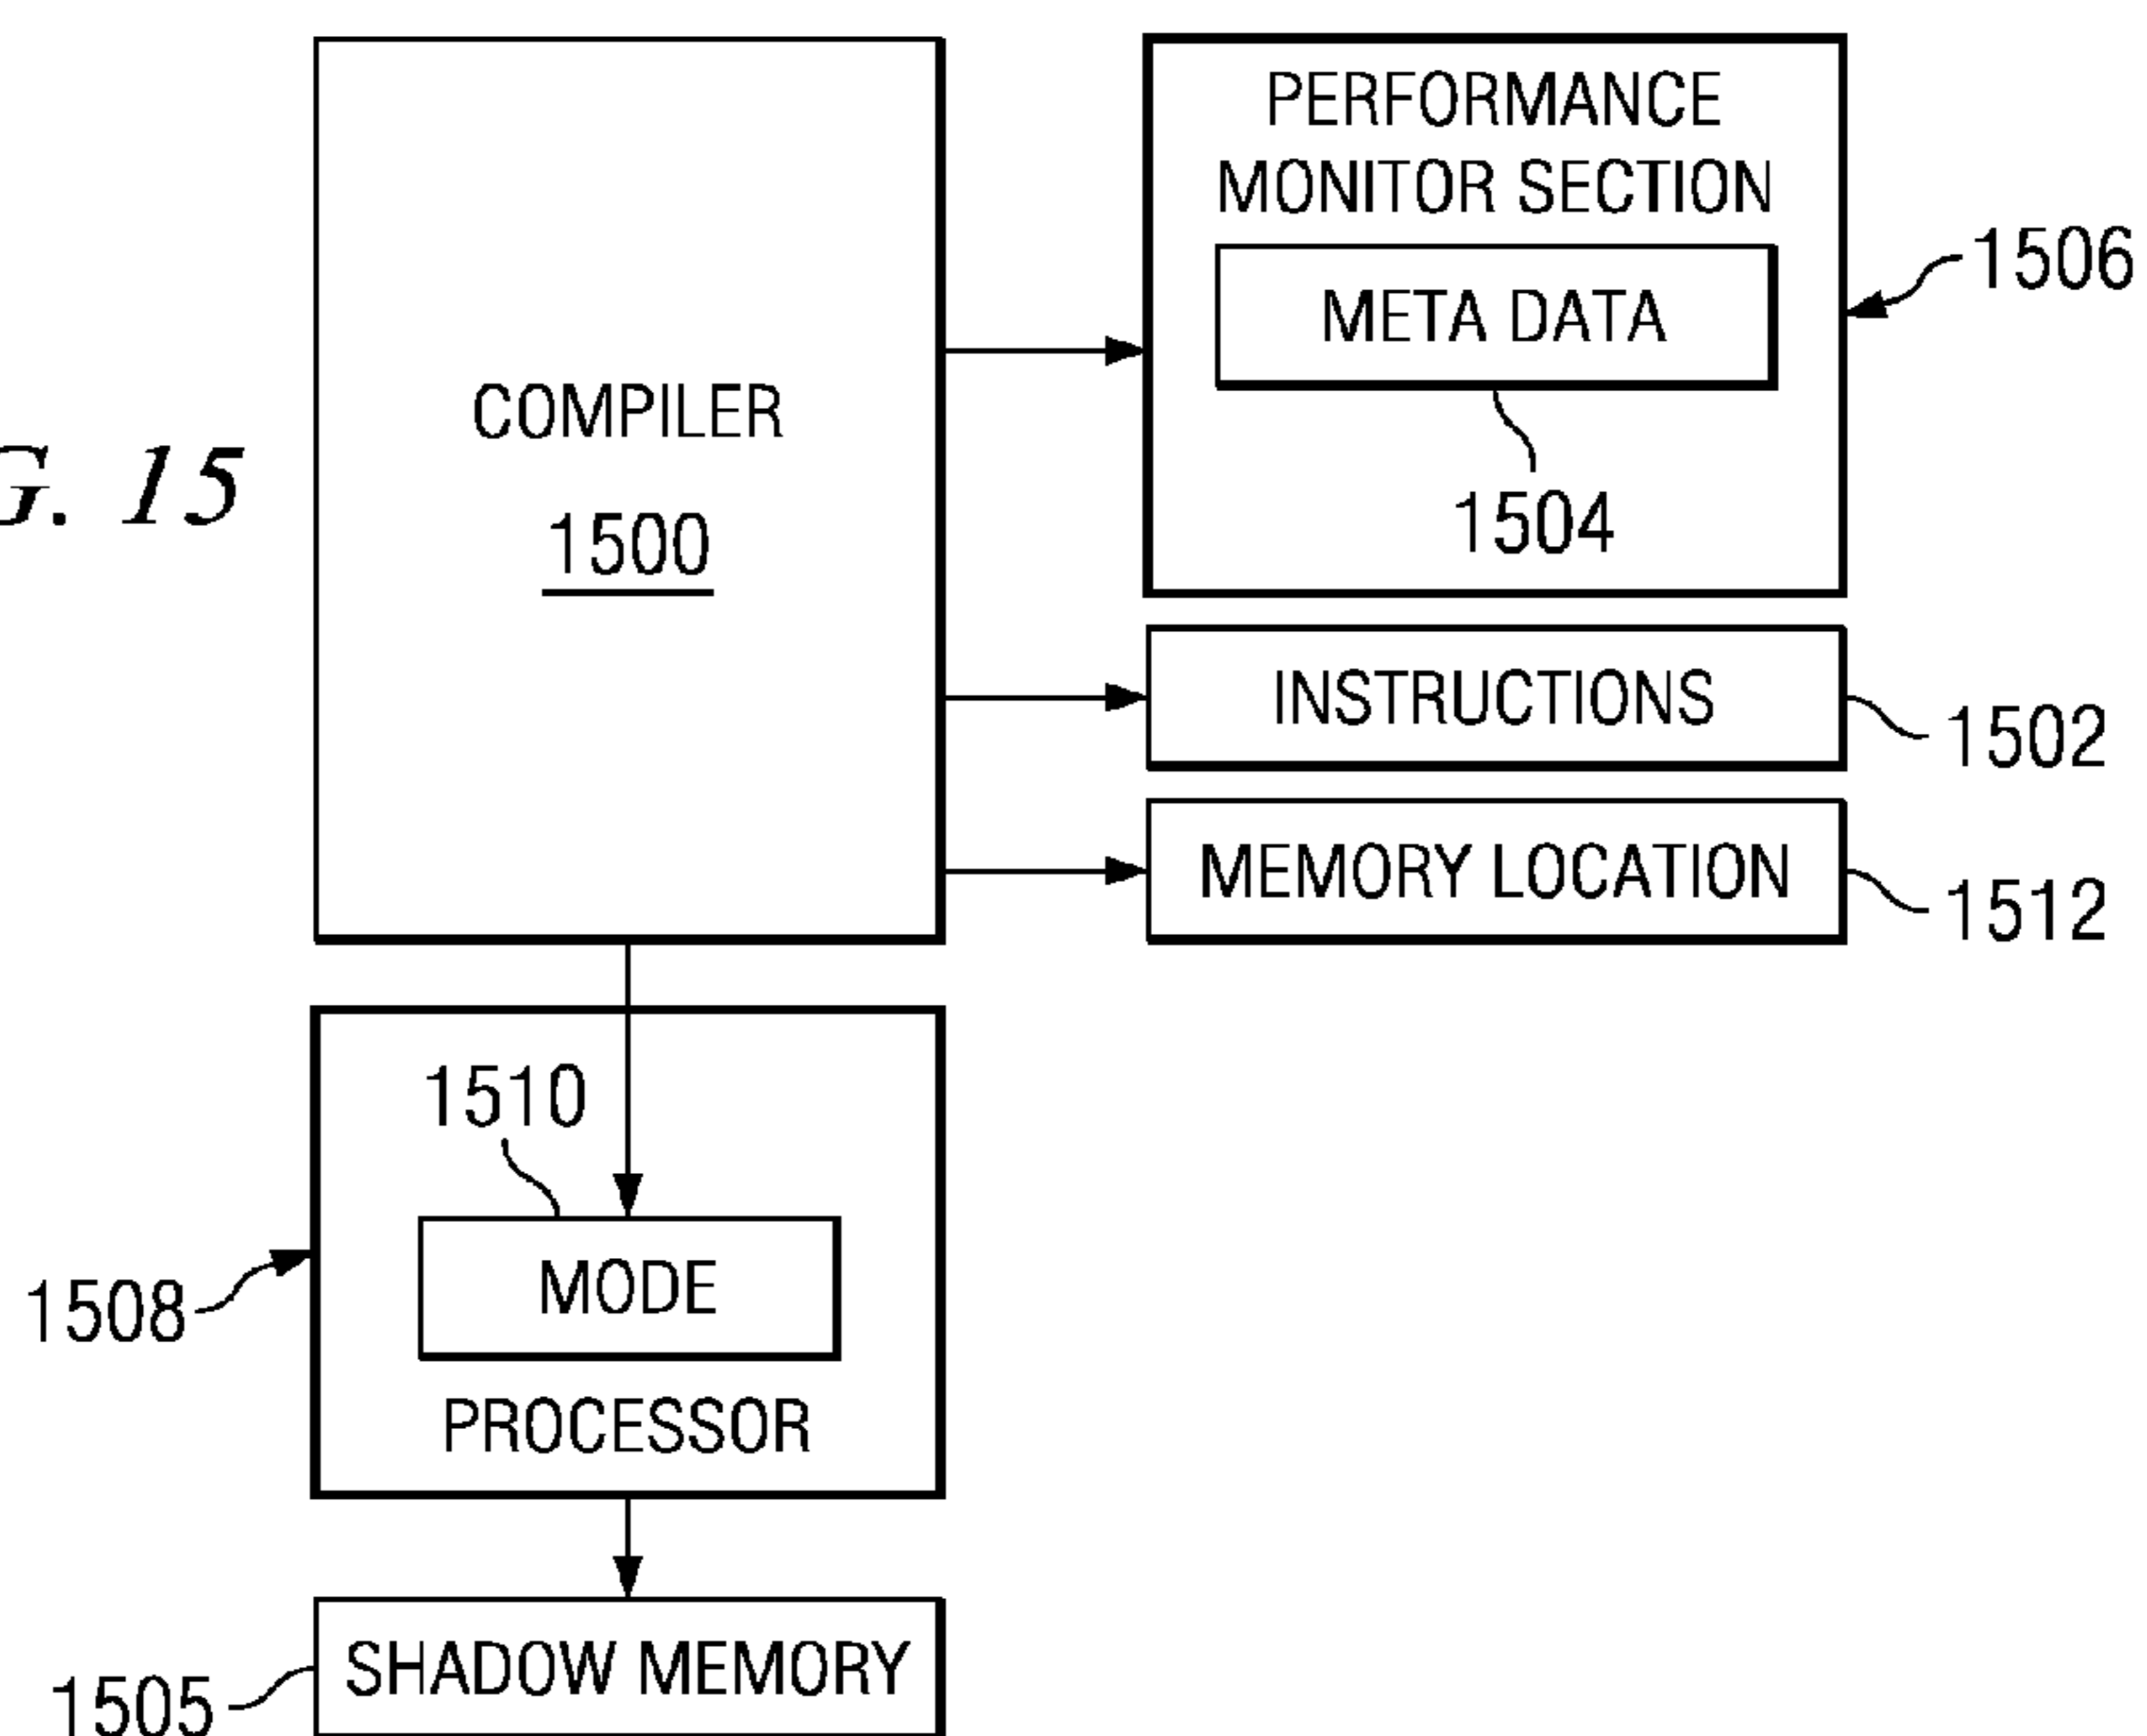 G. 15
COMPILER
1500
PERFORMANCE
MONITOR SECTION
META DATA
1504
1506
INSTRUCTIONS
1502
MEMORY LOCATION
1512
1510
MODE
PROCESSOR
1508
SHADOW MEMORY
1505